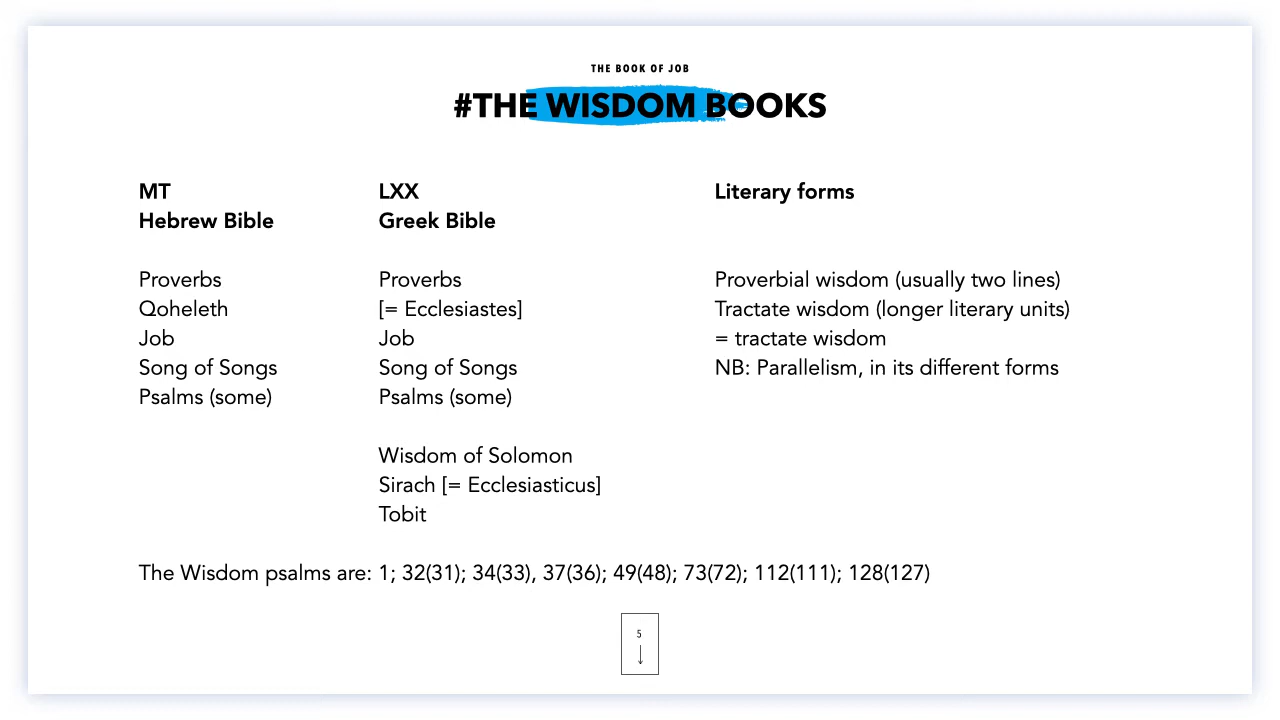 THE BOOK OF JOB
#THE WISDOM BOOKS
MT LXX Literary forms
Hebrew Bible Greek Bible
Proverbs Proverbs Proverbial wisdom (usually two lines)
Qoheleth [= Ecclesiastes] Tractate wisdom (longer literary units)
Job Job = tractate wisdom
Song of Songs Song of Songs NB: Parallelism, in its different forms
Psalms (some) Psalms (some)
Wisdom of Solomon
Sirach [= Ecclesiasticus]
Tobit
The Wisdom psalms are: 1; 32(31); 34(33), 37(36); 49(48); 73(72); 112(111); 128(127)
5